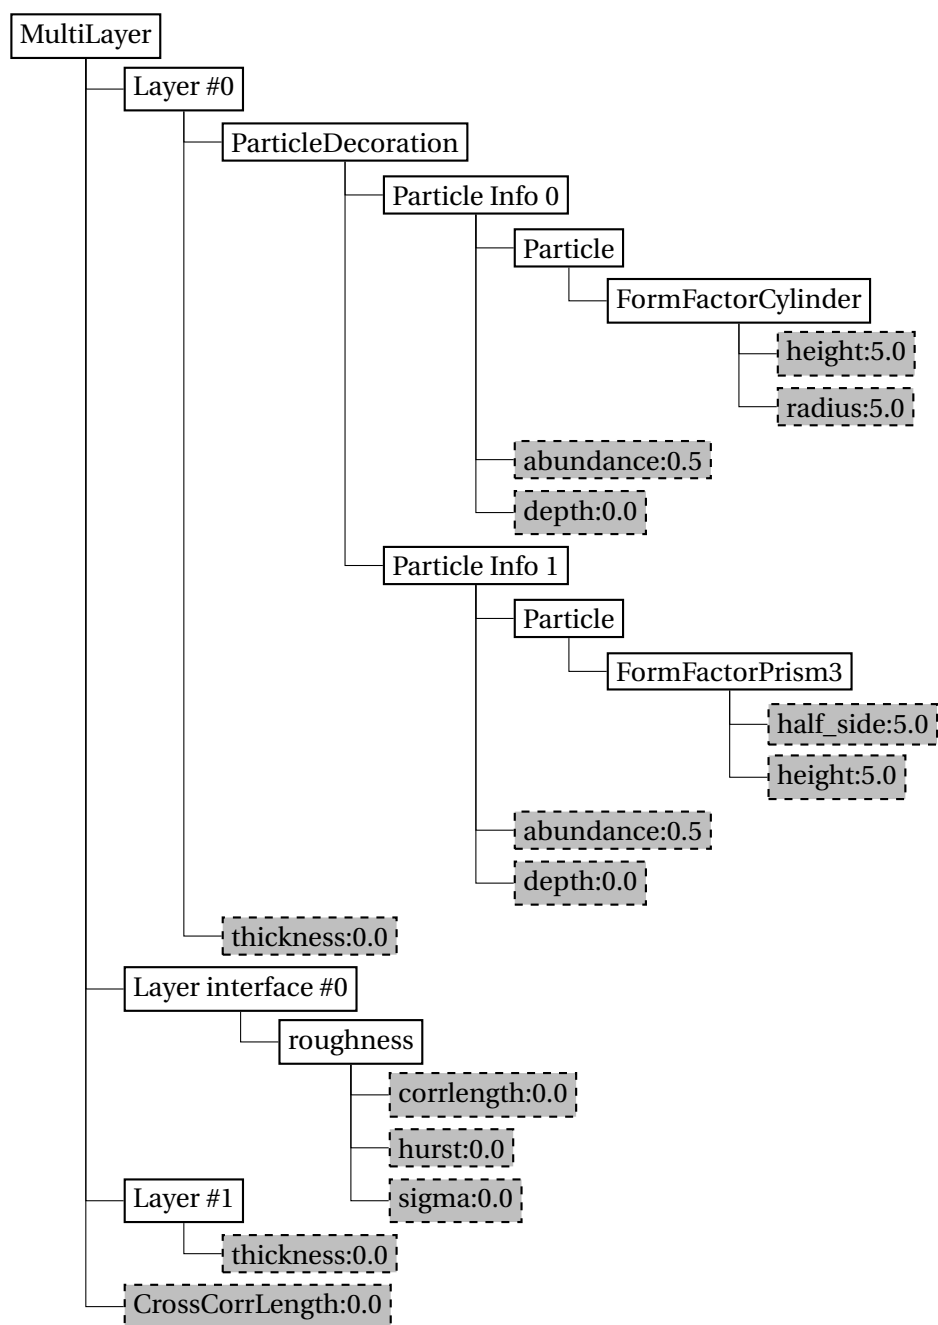 MultiLayer
Layer #0
ParticleDecoration
Particle Info 0
Particle
FormFactorCylinder
height:5.0
radius:5.0
abundance:0.5
depth:0.0
Particle Info 1
Particle
FormFactorPrism3
half_side:5.0
height:5.0
abundance:0.5
depth:0.0
thickness:0.0
Layer interface #0
roughness
corrlength:0.0
hurst:0.0
sigma:0.0
Layer #1
thickness:0.0
CrossCorrLength:0.0